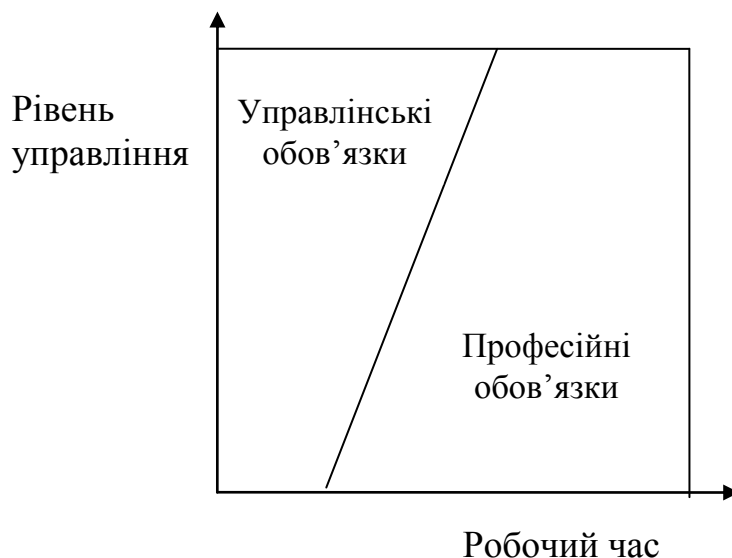 Рівень
управління
Управлінські
обов’язки
Професійні
обов’язки
Робочий час